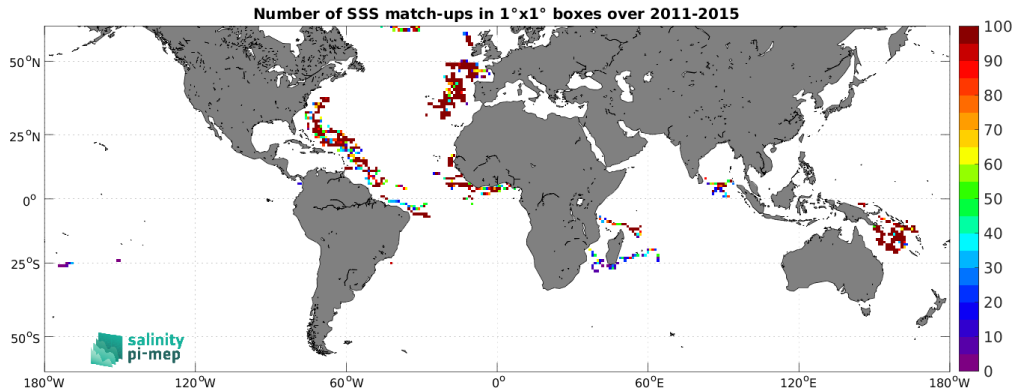 Number of SSS match-ups in 1°x1° boxes over 2011-2015
50°N
25°N
0°
25°S
50°S
180°W
120°W
60°W
0°
60°E
120°E
180°W
100
90
80
70
60
50
40
30
20
10
0
salinity
pi-mep